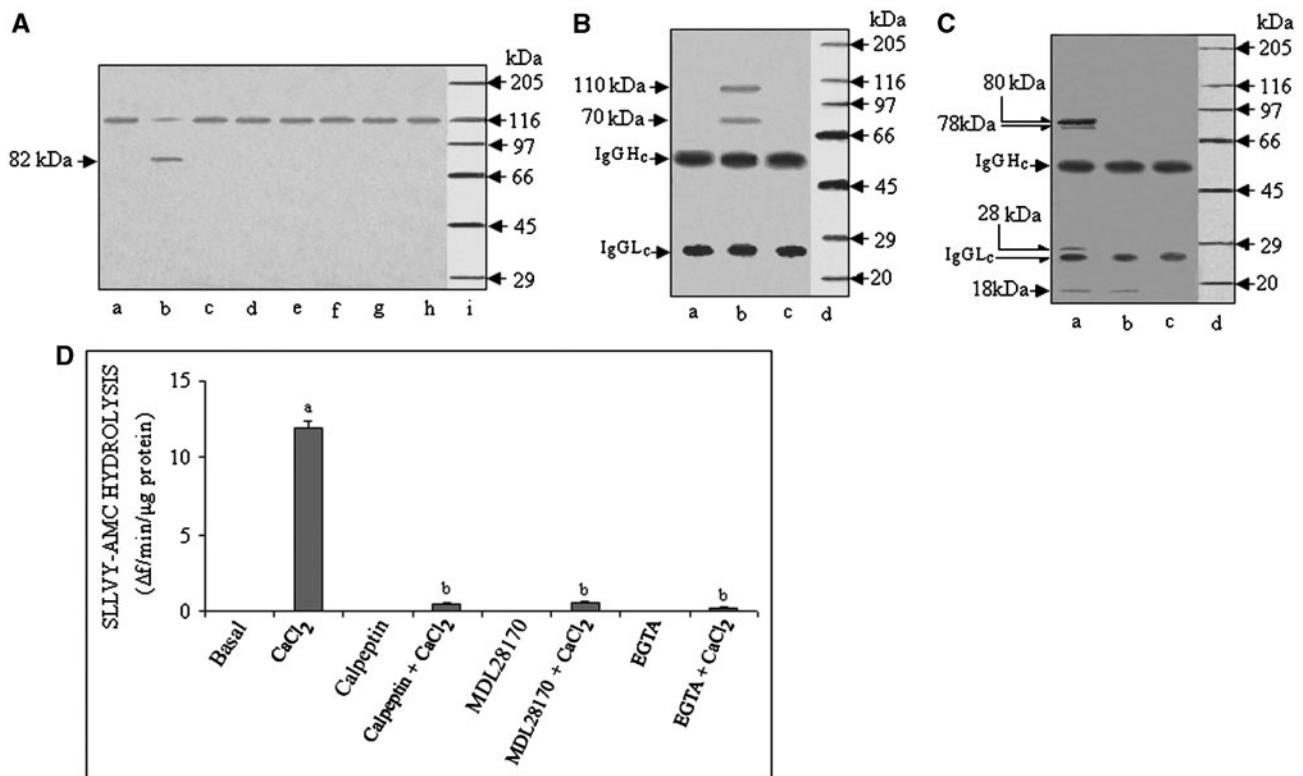 A
kDa
205
116
97
66
45
29
82 kDa
a b c d e f g h i
B
kDa
205
116
97
66
45
29
20
110 kDa
70 kDa
IgGHc
IgGLc
a b c d
C
kDa
205
116
97
66
45
29
20
80 kDa
78kDa
IgGHc
28 kDa
IgGLc
18kDa
a b c d
D
SLLVY-AMC HYDROLYSIS
(Δf/min/µg protein)
15
10
5
0
a
b
b
b
Basal
CaCl₂
Calpeptin
Calpeptin + CaCl₂
MDL28170
MDL28170 + CaCl₂
EGTA
EGTA + CaCl₂